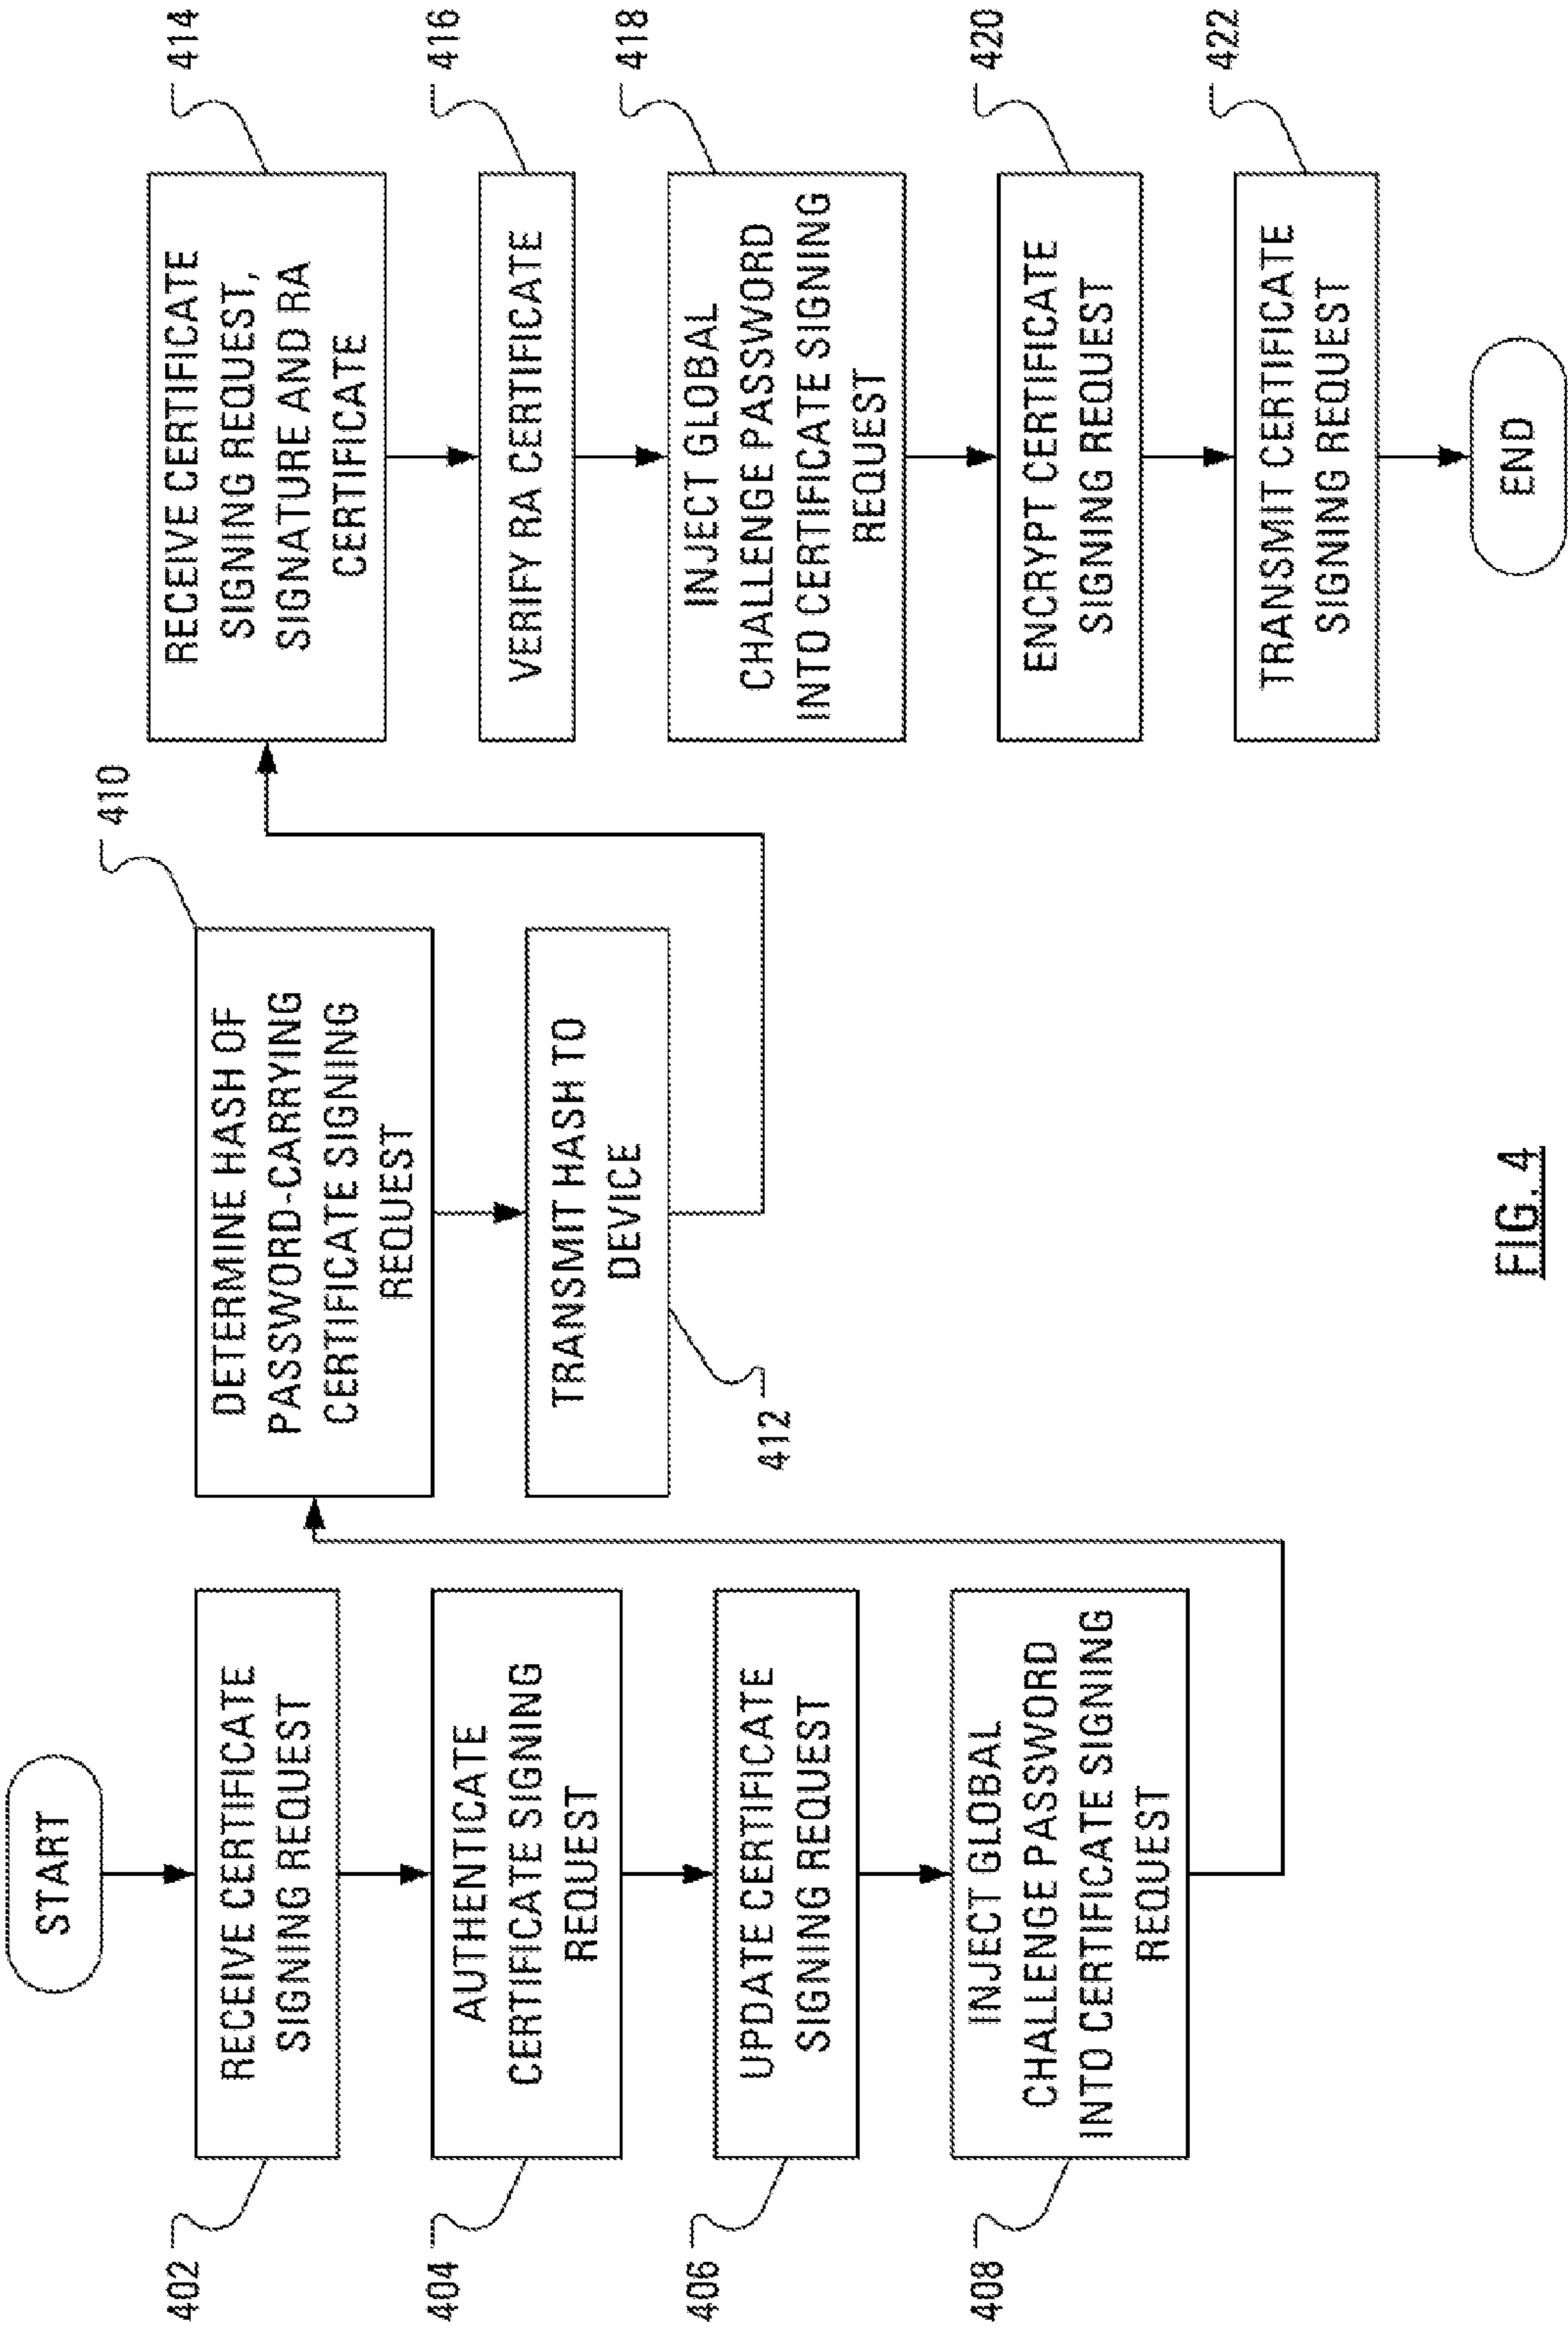 START
402
RECEIVE CERTIFICATE
SIGNING REQUEST
404
AUTHENTICATE
CERTIFICATE SIGNING
REQUEST
406
UPDATE CERTIFICATE
SIGNING REQUEST
408
INJECT GLOBAL
CHALLENGE PASSWORD
INTO CERTIFICATE SIGNING
REQUEST
410
DETERMINE HASH OF
PASSWORD-CARRYING
CERTIFICATE SIGNING
REQUEST
TRANSMIT HASH TO
DEVICE
412
414
RECEIVE CERTIFICATE
SIGNING REQUEST,
SIGNATURE AND RA
CERTIFICATE
416
VERIFY RA CERTIFICATE
418
INJECT GLOBAL
CHALLENGE PASSWORD
INTO CERTIFICATE SIGNING
REQUEST
420
ENCRYPT CERTIFICATE
SIGNING REQUEST
422
TRANSMIT CERTIFICATE
SIGNING REQUEST
END
FIG. 4